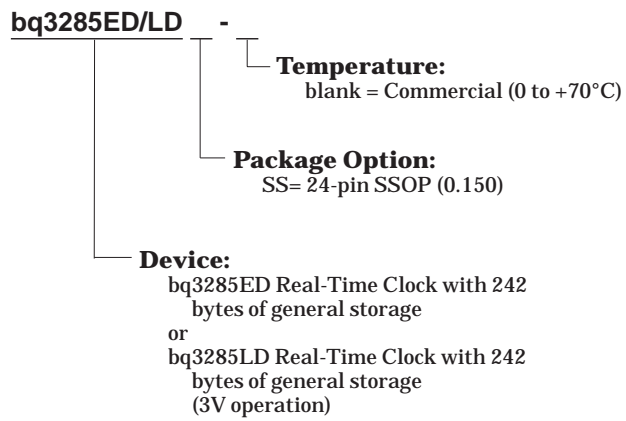 bq3285ED/LD __ - __
Temperature:
blank = Commercial (0 to +70°C)
Package Option:
SS= 24-pin SSOP (0.150)
Device:
bq3285ED Real-Time Clock with 242
bytes of general storage
or
bq3285LD Real-Time Clock with 242
bytes of general storage
(3V operation)